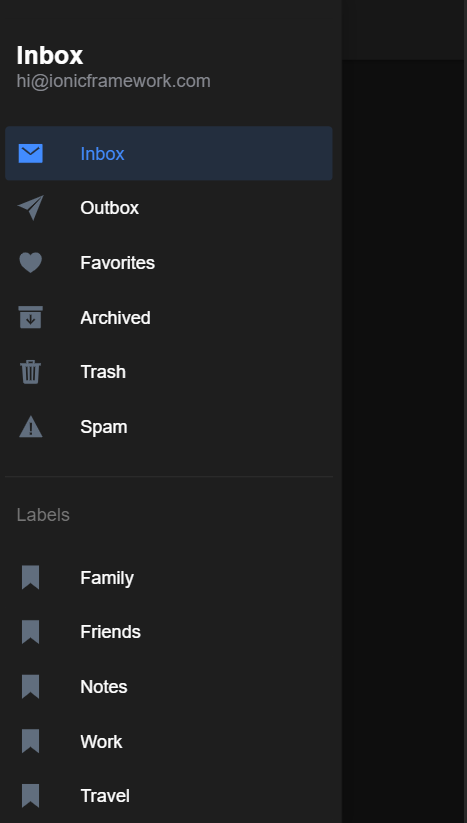 Inbox
hi@ionicframework.com
Inbox
Outbox
Favorites
Archived
Trash
Spam
Labels
Family
Friends
Notes
Work
Travel